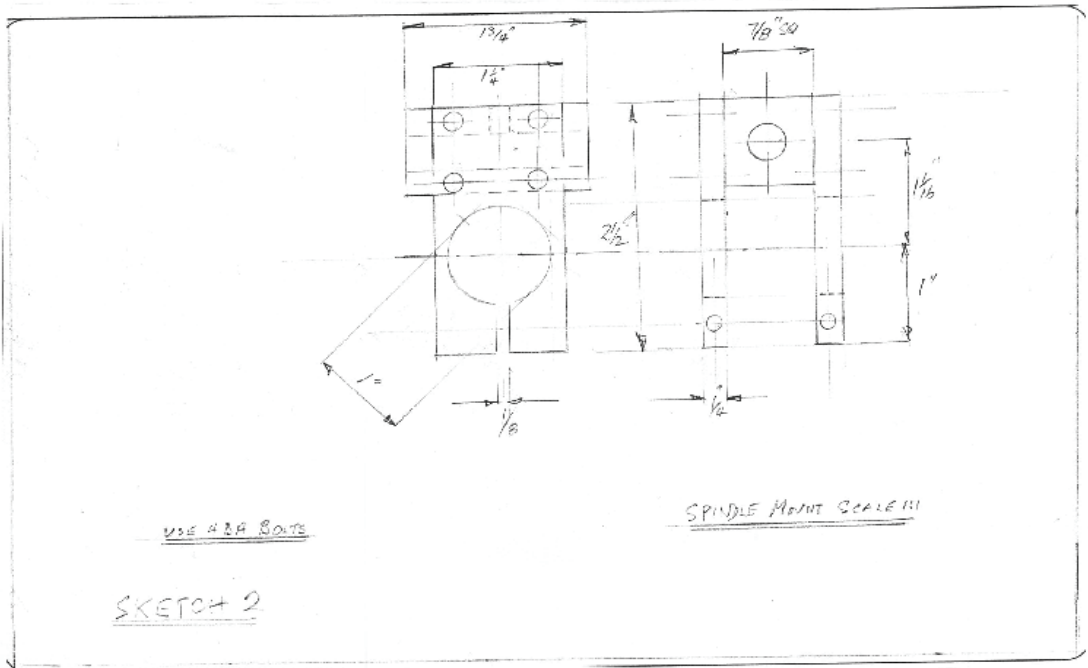 1 3/4"
7/8" SQ
1 1/4"
1 1/16"
2 1/2"
1"
1"
1/8
1/4"
SPINDLE MOUNT SCALE 1:1
USE 4BA BOLTS
SKETCH 2